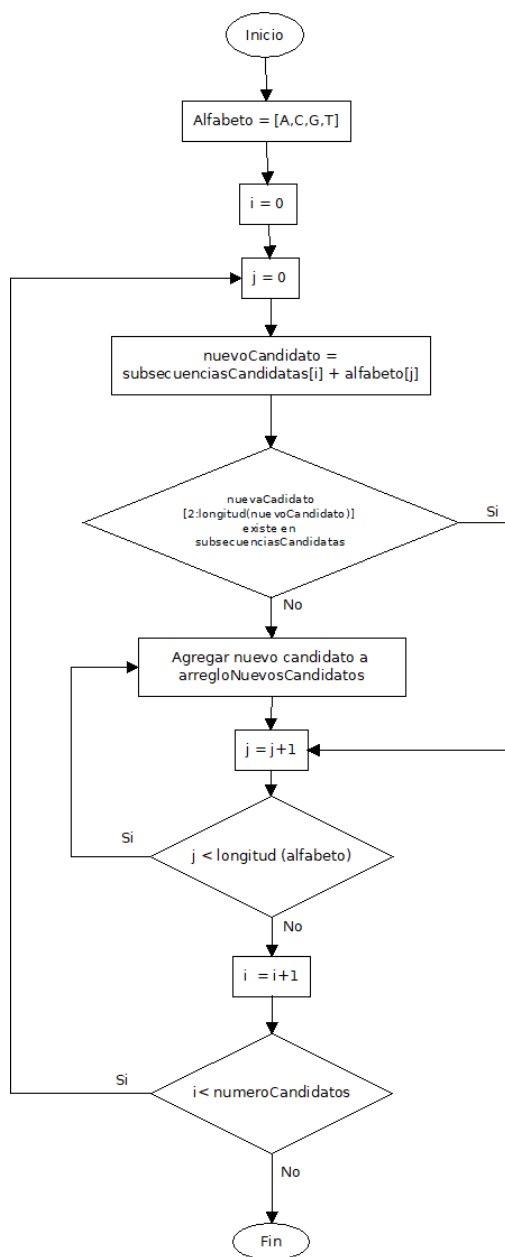 Inicio
Alfabeto = [A,C,G,T]
i = 0
j = 0
nuevoCandidato =
subsecuenciasCandidatas[i] + alfabeto[j]
nuevaCadidato
[2:longitud(nuevoCandidato)]
existe en
subsecuenciasCandidatas
Si
No
Agregar nuevo candidato a
arregloNuevosCandidatos
j = j+1
Si
j < longitud (alfabeto)
No
i = i+1
Si
i< numeroCandidatos
No
Fin